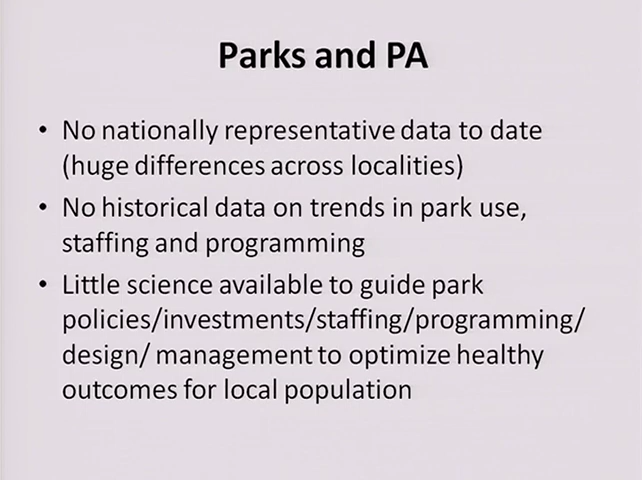 Parks and PA
• No nationally representative data to date
(huge differences across localities)
• No historical data on trends in park use,
staffing and programming
• Little science available to guide park
policies/investments/staffing/programming/
design/ management to optimize healthy
outcomes for local population